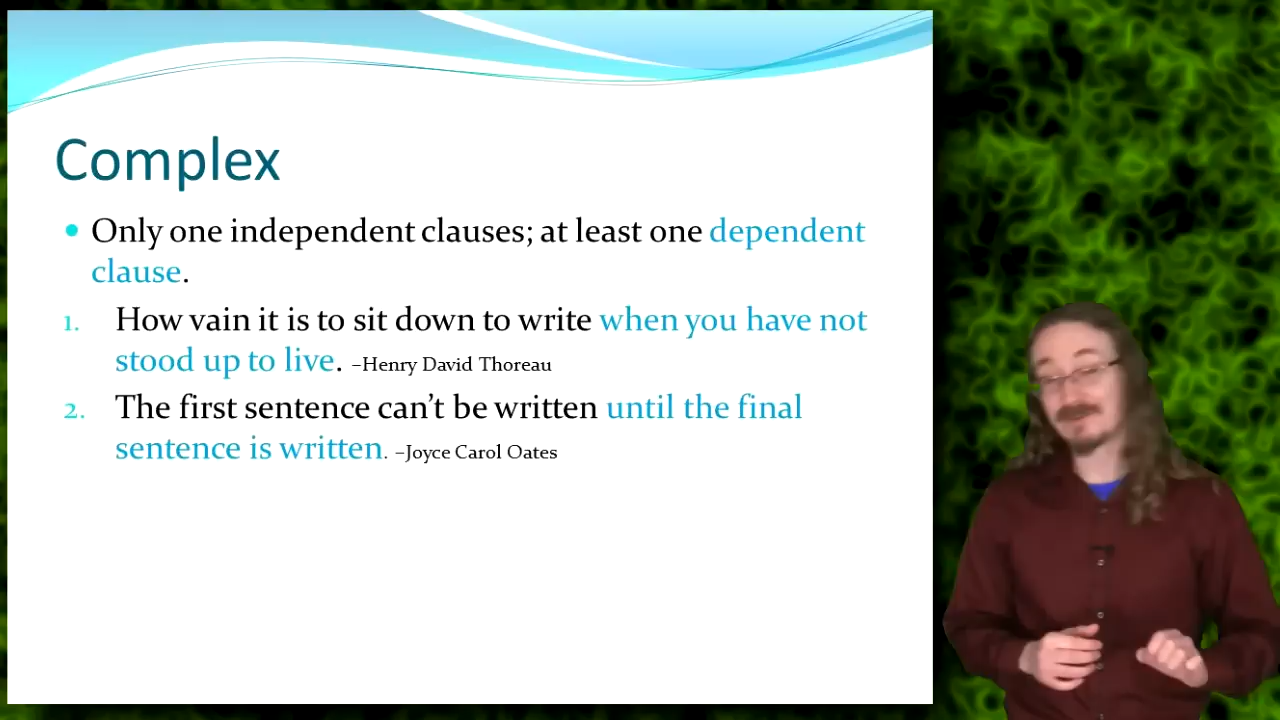 Complex
• Only one independent clauses; at least one dependent
clause.
1. How vain it is to sit down to write when you have not
stood up to live. –Henry David Thoreau
2. The first sentence can’t be written until the final
sentence is written. –Joyce Carol Oates